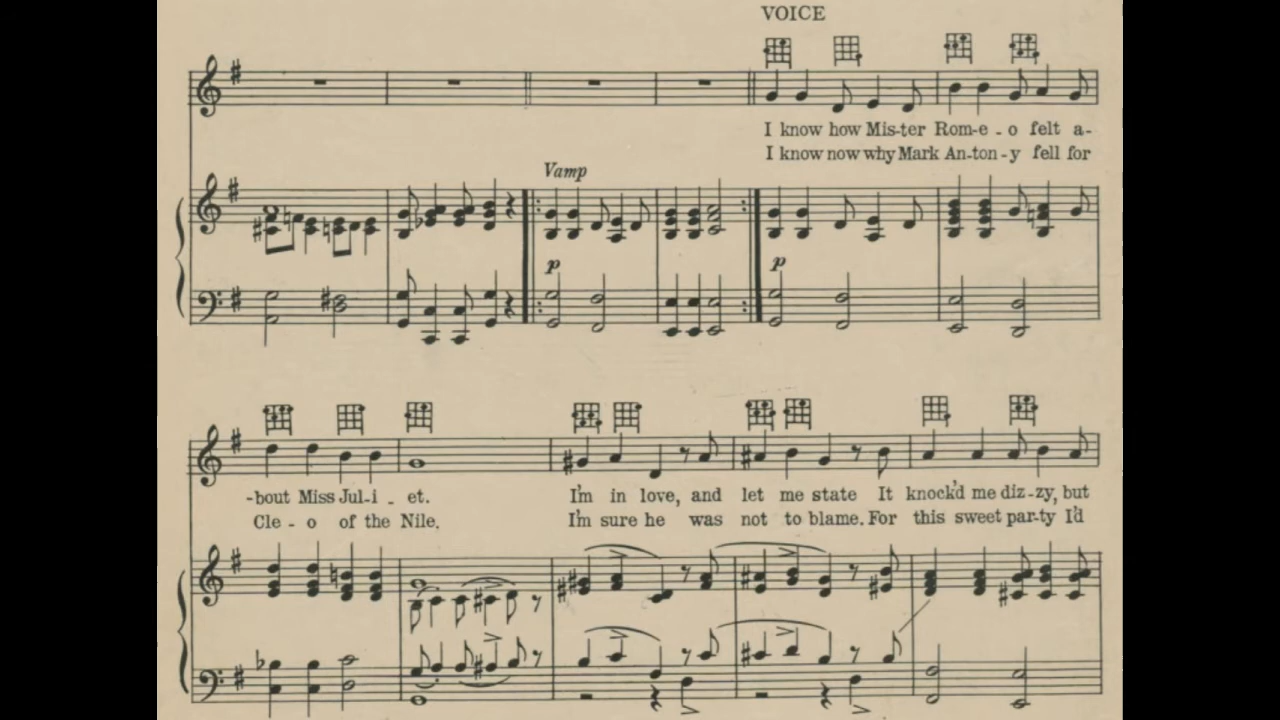 VOICE
I know how Mis-ter Rom-e - o felt a-
I know now why Mark An-ton-y fell for
Vamp
p
p
-bout Miss Jul-i - et. I'm in love, and let me state It knock'd me diz-zy, but
Cle - o of the Nile. I'm sure he was not to blame. For this sweet par-ty I'd